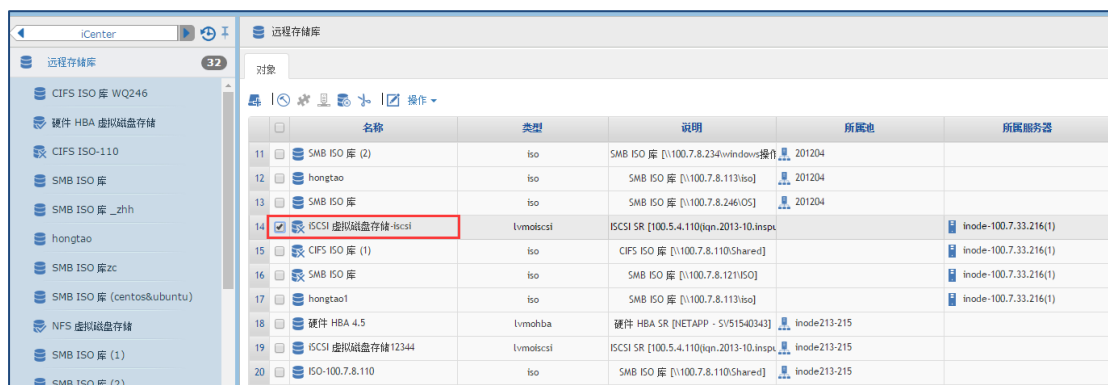 iCenter
远程存储库
远程存储库 32
对象
CIFS ISO 库 WQ246
硬件 HBA 虚拟磁盘存储
CIFS ISO-110
SMB ISO 库
SMB ISO 库 _zhh
hongtao
SMB ISO 库zc
SMB ISO 库 (centos&ubuntu)
NFS 虚拟磁盘存储
SMB ISO 库 (1)
SMB ISO 库 (2)
操作
名称 类型 说明 所属池 所属服务器
11 SMB ISO 库 (2) iso SMB ISO 库 [\\100.7.8.234\windows操作 201204
12 hongtao iso SMB ISO 库 [\\100.7.8.113\iso] 201204
13 SMB ISO 库 iso SMB ISO 库 [\\100.7.8.246\OS] 201204
14 iSCSI 虚拟磁盘存储-iscsi lvmoiscsi ISCSI SR [100.5.4.110(iqn.2013-10.inspu inode-100.7.33.216(1)
15 CIFS ISO 库 (1) iso CIFS ISO 库 [\\100.7.8.110\Shared] inode-100.7.33.216(1)
16 SMB ISO 库 iso SMB ISO 库 [\\100.7.8.121\ISO] inode-100.7.33.216(1)
17 hongtao1 iso SMB ISO 库 [\\100.7.8.113\iso] inode-100.7.33.216(1)
18 硬件 HBA 4.5 lvmohba 硬件 HBA SR [NETAPP - SV51540343] inode213-215
19 iSCSI 虚拟磁盘存储12344 lvmoiscsi ISCSI SR [100.5.4.110(iqn.2013-10.inspu inode213-215
20 ISO-100.7.8.110 iso SMB ISO 库 [\\100.7.8.110\Shared] inode213-215